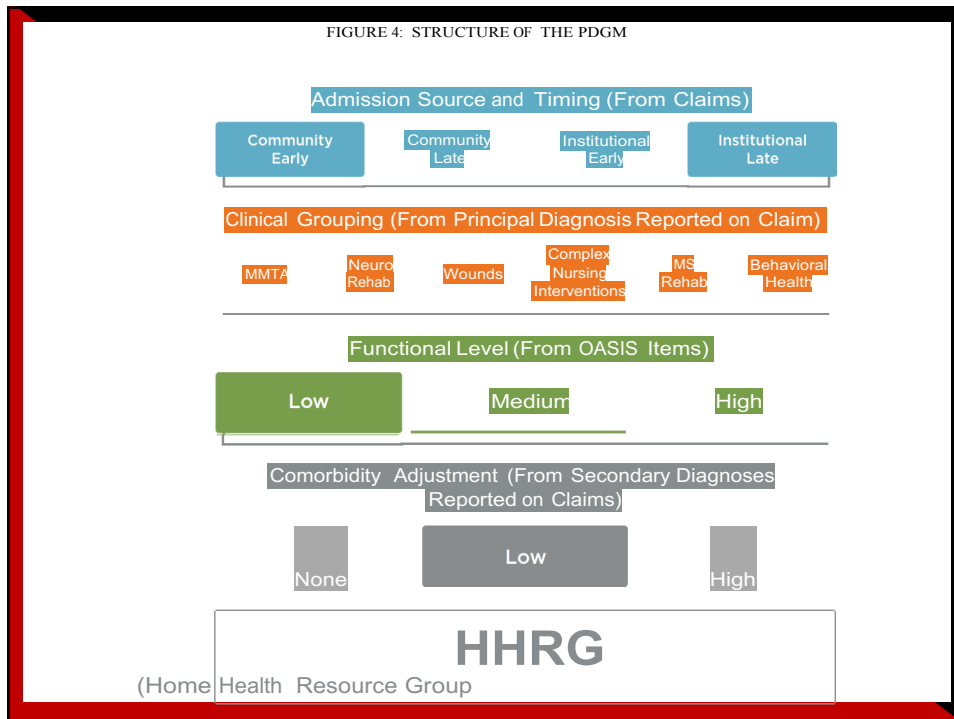 FIGURE 4: STRUCTURE OF THE PDGM
Admission Source and Timing (From Claims)
Community
Early
Community
Late
Institutional
Early
Institutional
Late
Clinical Grouping (From Principal Diagnosis Reported on Claim)
MMTA
Neuro
Rehab
Wounds
Complex
Nursing
Interventions
MS
Rehab
Behavioral
Health
Functional Level (From OASIS Items)
Low
Medium
High
Comorbidity Adjustment (From Secondary Diagnoses
Reported on Claims)
None
Low
High
HHRG
(Home Health Resource Group